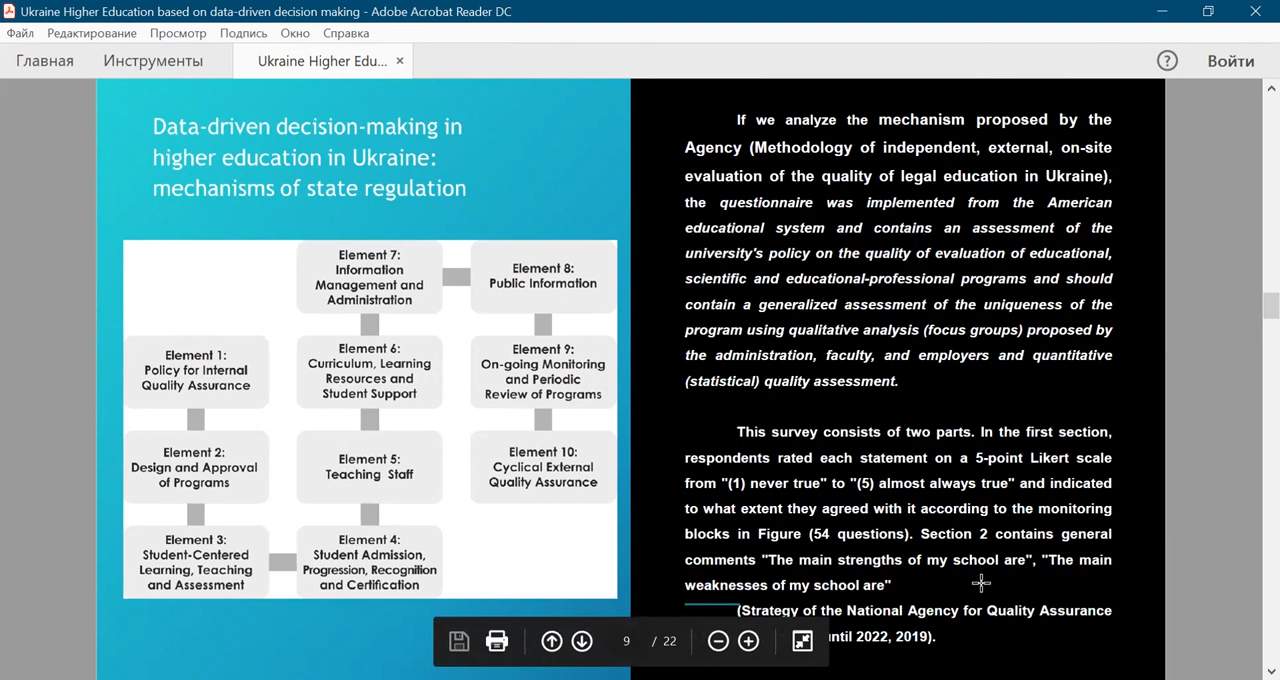 Ukraine Higher Education based on data-driven decision making - Adobe Acrobat Reader DC
Файл Редактирование Просмотр Подпись Окно Справка
Главная Инструменты Ukraine Higher Edu... × ? Войти
Data-driven decision-making in
higher education in Ukraine:
mechanisms of state regulation
Element 1:
Policy for Internal
Quality Assurance
Element 2:
Design and Approval
of Programs
Element 3:
Student-Centered
Learning, Teaching
and Assessment
Element 4:
Student Admission,
Progression, Recognition
and Certification
Element 5:
Teaching Staff
Element 6:
Curriculum, Learning
Resources and
Student Support
Element 7:
Information
Management and
Administration
Element 8:
Public Information
Element 9:
On-going Monitoring
and Periodic
Review of Programs
Element 10:
Cyclical External
Quality Assurance
If we analyze the mechanism proposed by the
Agency (Methodology of independent, external, on-site
evaluation of the quality of legal education in Ukraine),
the questionnaire was implemented from the American
educational system and contains an assessment of the
university's policy on the quality of evaluation of educational,
scientific and educational-professional programs and should
contain a generalized assessment of the uniqueness of the
program using qualitative analysis (focus groups) proposed by
the administration, faculty, and employers and quantitative
(statistical) quality assessment.
This survey consists of two parts. In the first section,
respondents rated each statement on a 5-point Likert scale
from "(1) never true" to "(5) almost always true" and indicated
to what extent they agreed with it according to the monitoring
blocks in Figure (54 questions). Section 2 contains general
comments "The main strengths of my school are", "The main
weaknesses of my school are"
(Strategy of the National Agency for Quality Assurance
until 2022, 2019).
9 / 22